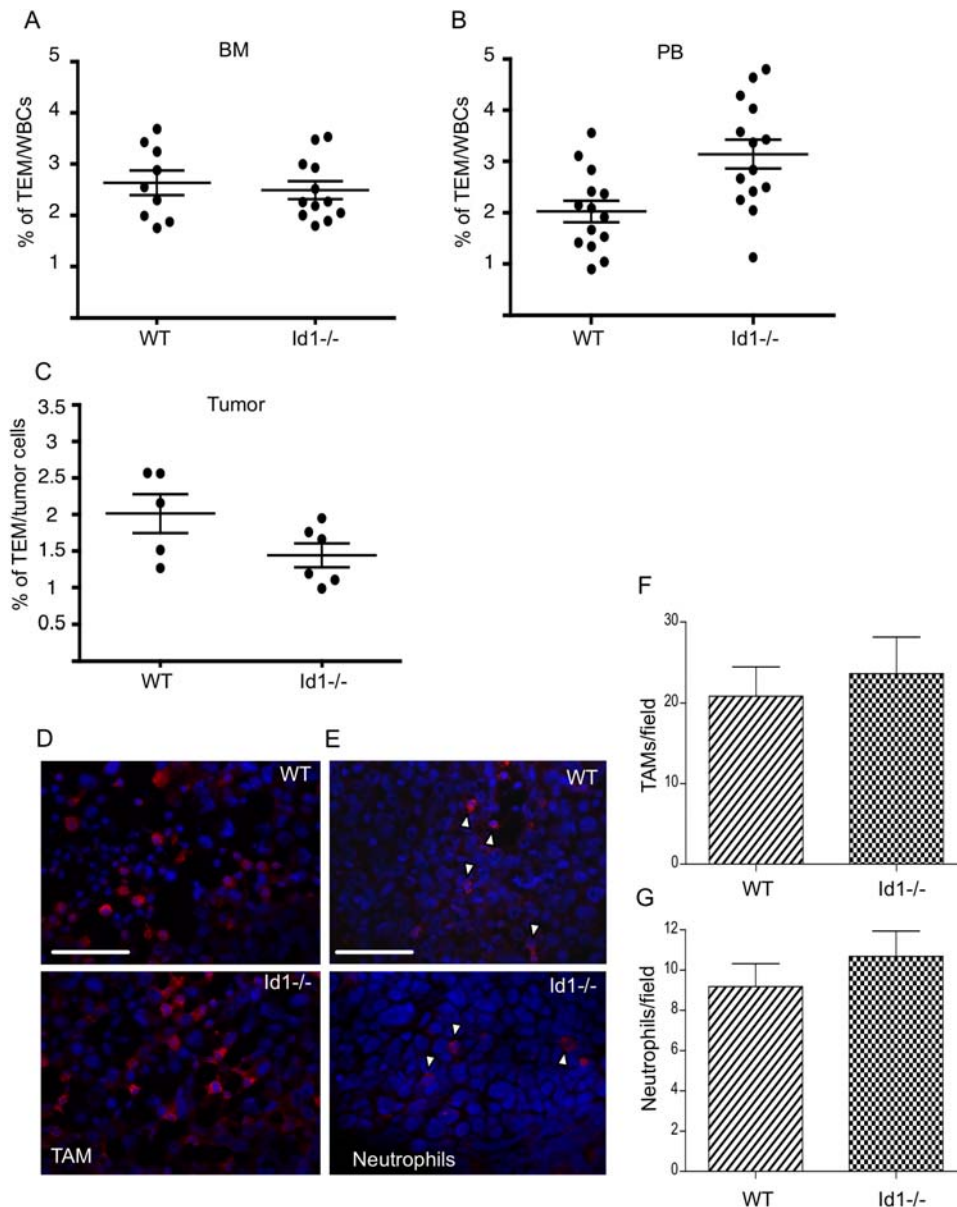 A
BM
% of TEM/WBCs
5
4
3
2
1
WT
Id1-/-
B
PB
% of TEM/WBCs
5
4
3
2
1
WT
Id1-/-
C
Tumor
% of TEM/tumor cells
3.5
3
2.5
2
1.5
1
0.5
WT
Id1-/-
D
WT
Id1-/-
TAM
E
WT
Id1-/-
Neutrophils
F
TAMs/field
30
20
10
0
WT
Id1-/-
G
Neutrophils/field
12
10
8
6
4
2
0
WT
Id1-/-